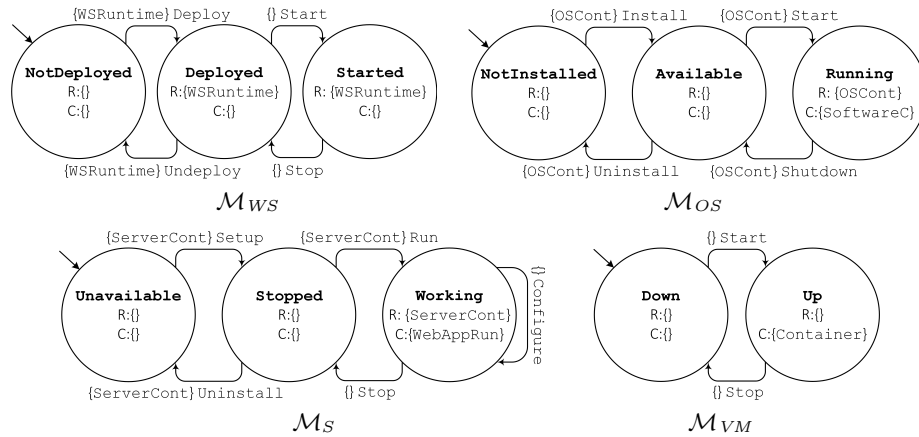 {WSRuntime} Deploy {} Start
NotDeployed Deployed Started
R:{} R:{WSRuntime} R: {WSRuntime}
C:{} C:{} C:{}
{WSRuntime} Undeploy {} Stop
M_WS
{OSCont} Install {OSCont} Start
NotInstalled Available Running
R:{} R:{} R: {OSCont}
C:{} C:{} C:{SoftwareC}
{OSCont} Uninstall {OSCont} Shutdown
M_OS
{ServerCont} Setup {ServerCont} Run
Unavailable Stopped Working
R:{} R:{} R: {ServerCont}
C:{} C:{} C:{WebAppRun}
{} Configure
{ServerCont} Uninstall {} Stop
M_S
{} Start
Down Up
R:{} R:{}
C:{} C:{Container}
{} Stop
M_VM